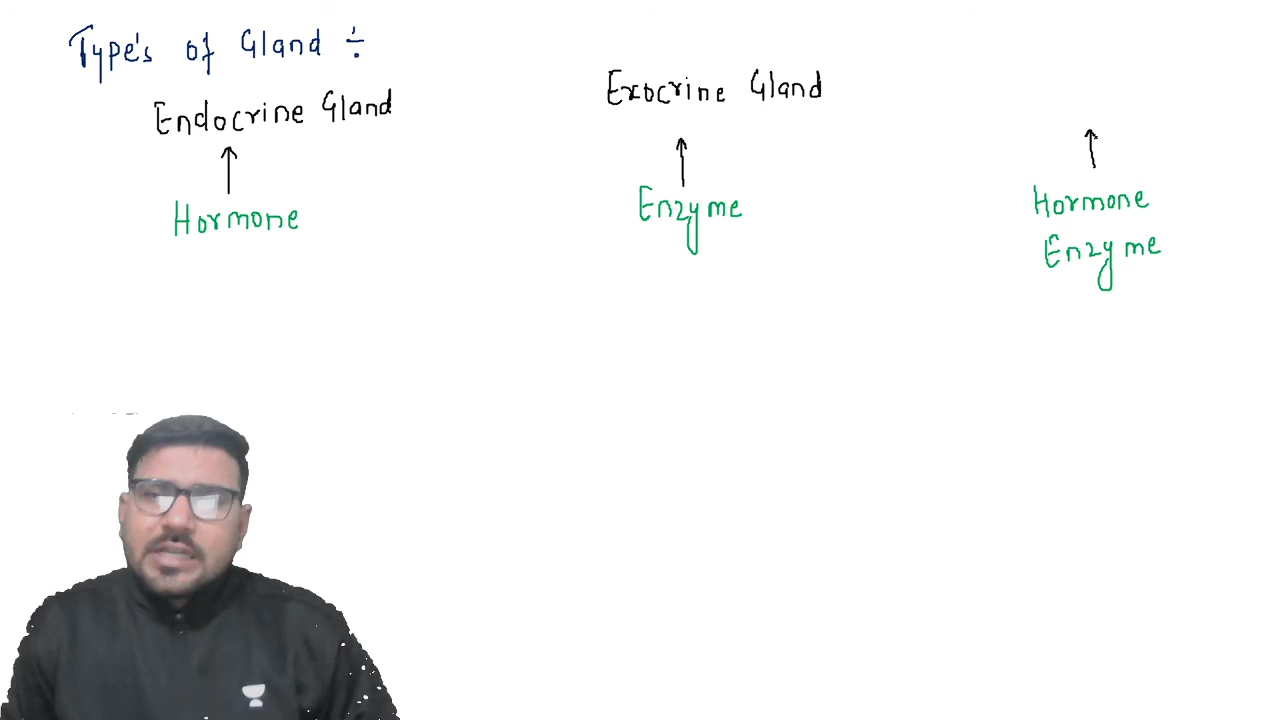 Type's of Gland ÷
Endocrine Gland
Exocrine Gland
Hormone
Enzyme
Hormone
Enzyme